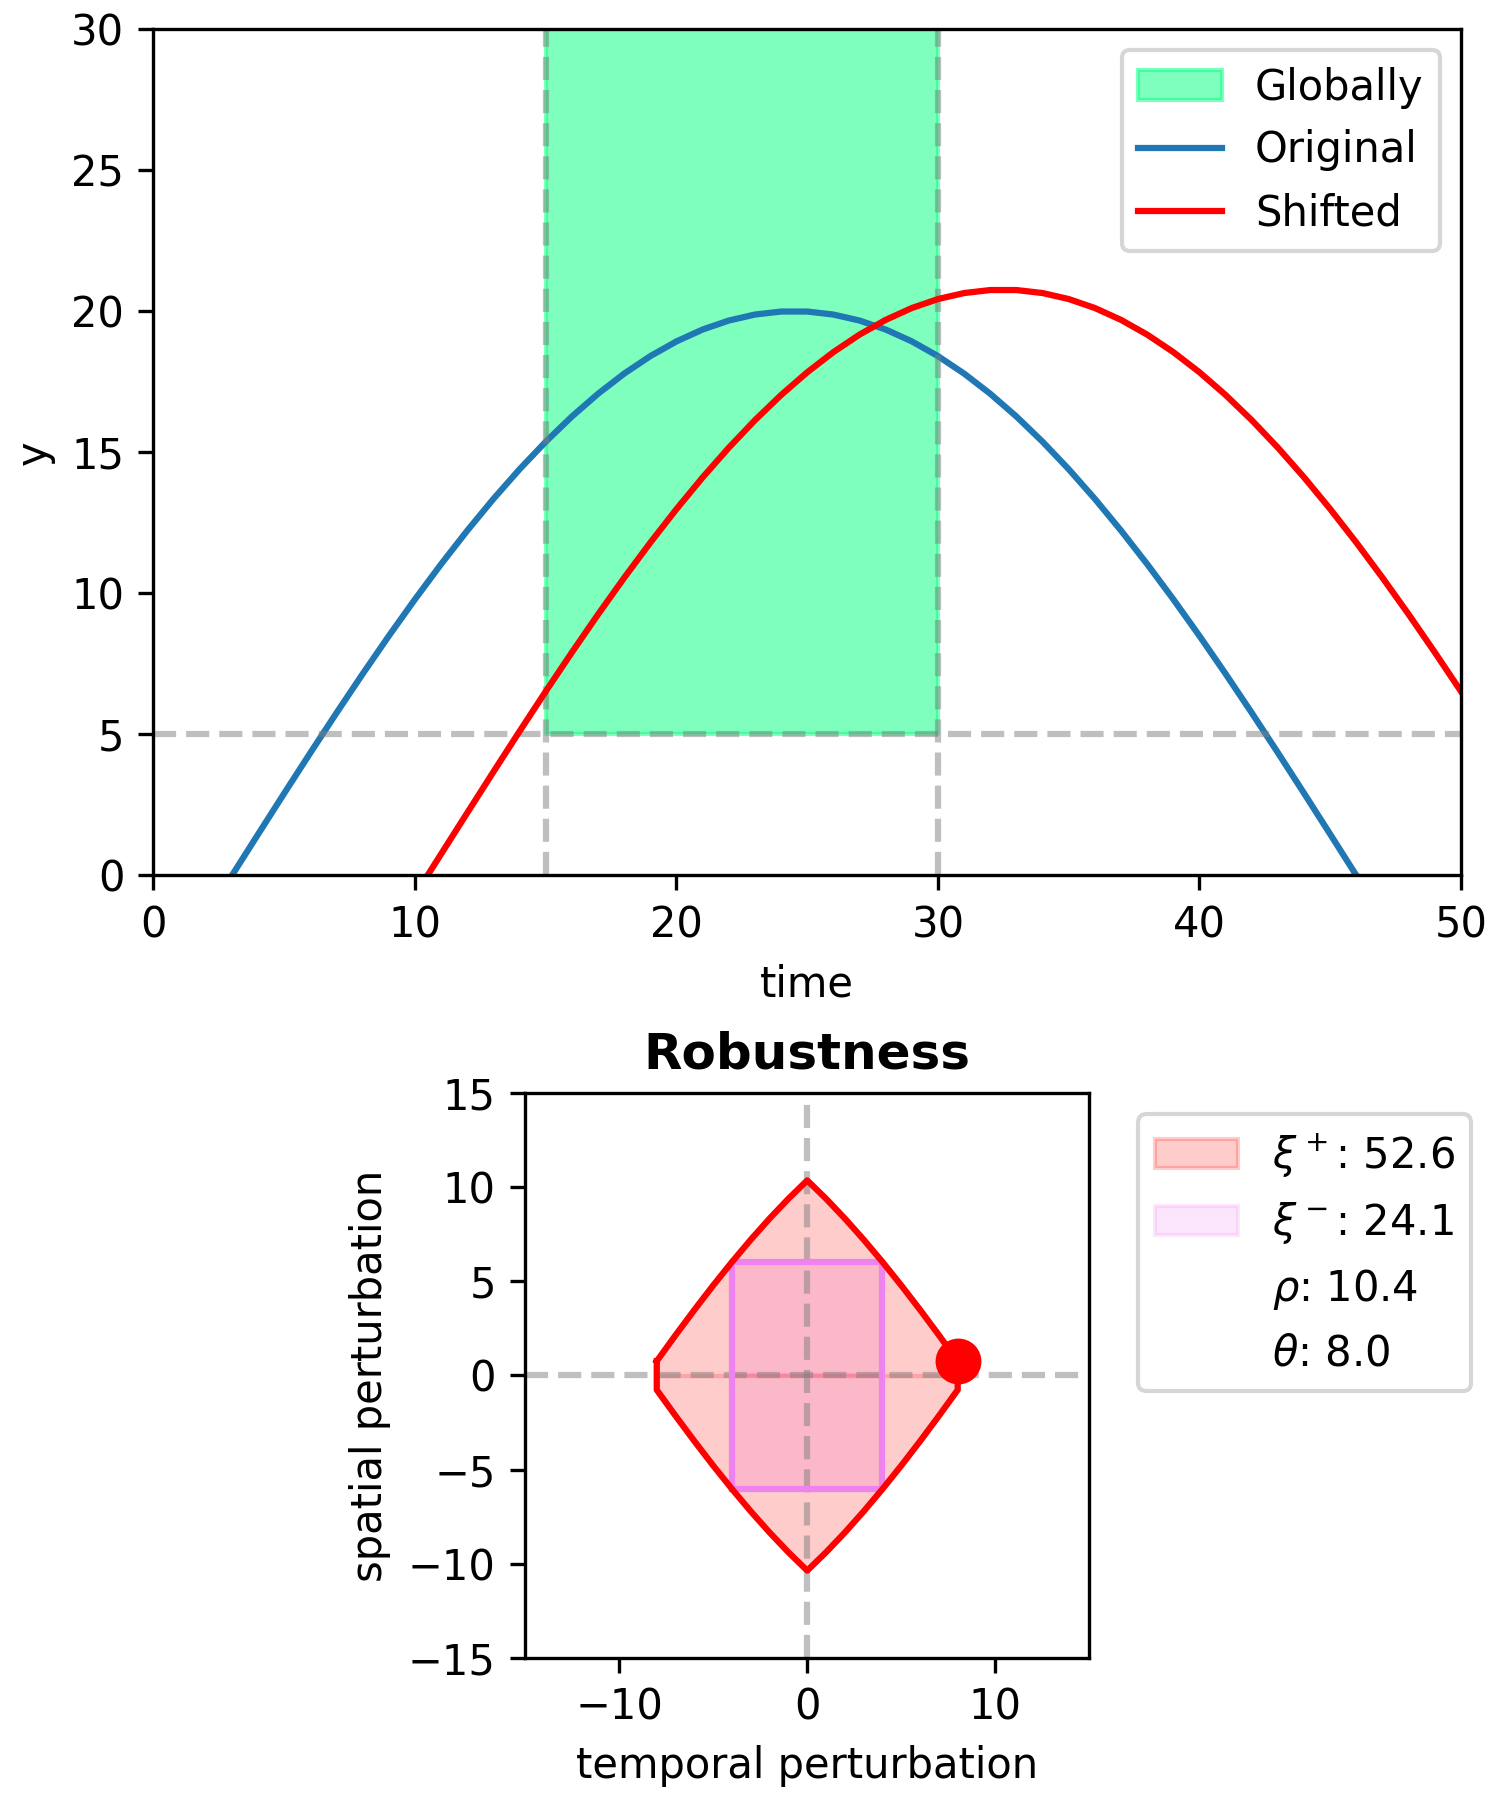 30
25
20
15
10
5
0
y
0 10 20 30 40 50
time
Globally
Original
Shifted
Robustness
15
10
5
0
−5
−10
−15
spatial perturbation
−10 0 10
temporal perturbation
ξ⁺: 52.6
ξ⁻: 24.1
ρ: 10.4
θ: 8.0